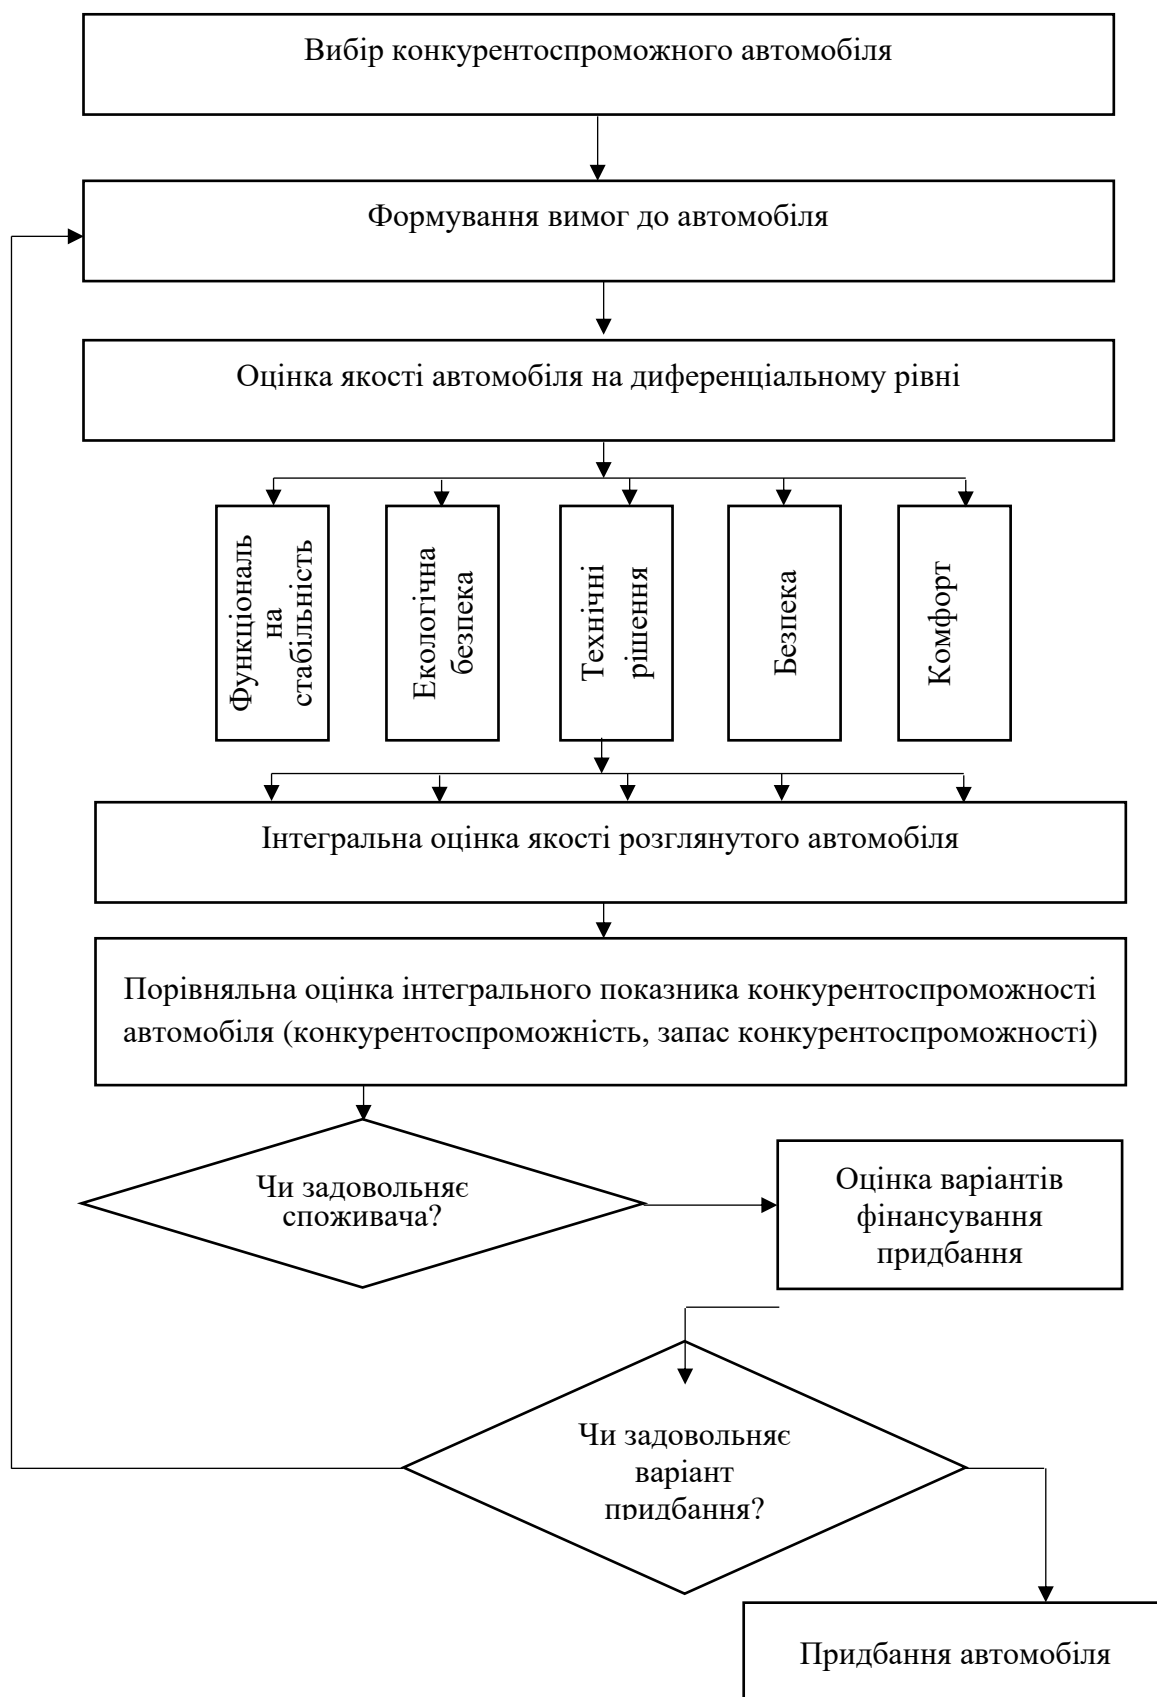 Вибір конкурентоспроможного автомобіля
Формування вимог до автомобіля
Оцінка якості автомобіля на диференціальному рівні
Функціональ
на
стабільність
Екологічна
безпека
Технічні
рішення
Безпека
Комфорт
Інтегральна оцінка якості розглянутого автомобіля
Порівняльна оцінка інтегрального показника конкурентоспроможності
автомобіля (конкурентоспроможність, запас конкурентоспроможності)
Чи задовольняє
споживача?
Оцінка варіантів
фінансування
придбання
Чи задовольняє
варіант
придбання?
Придбання автомобіля